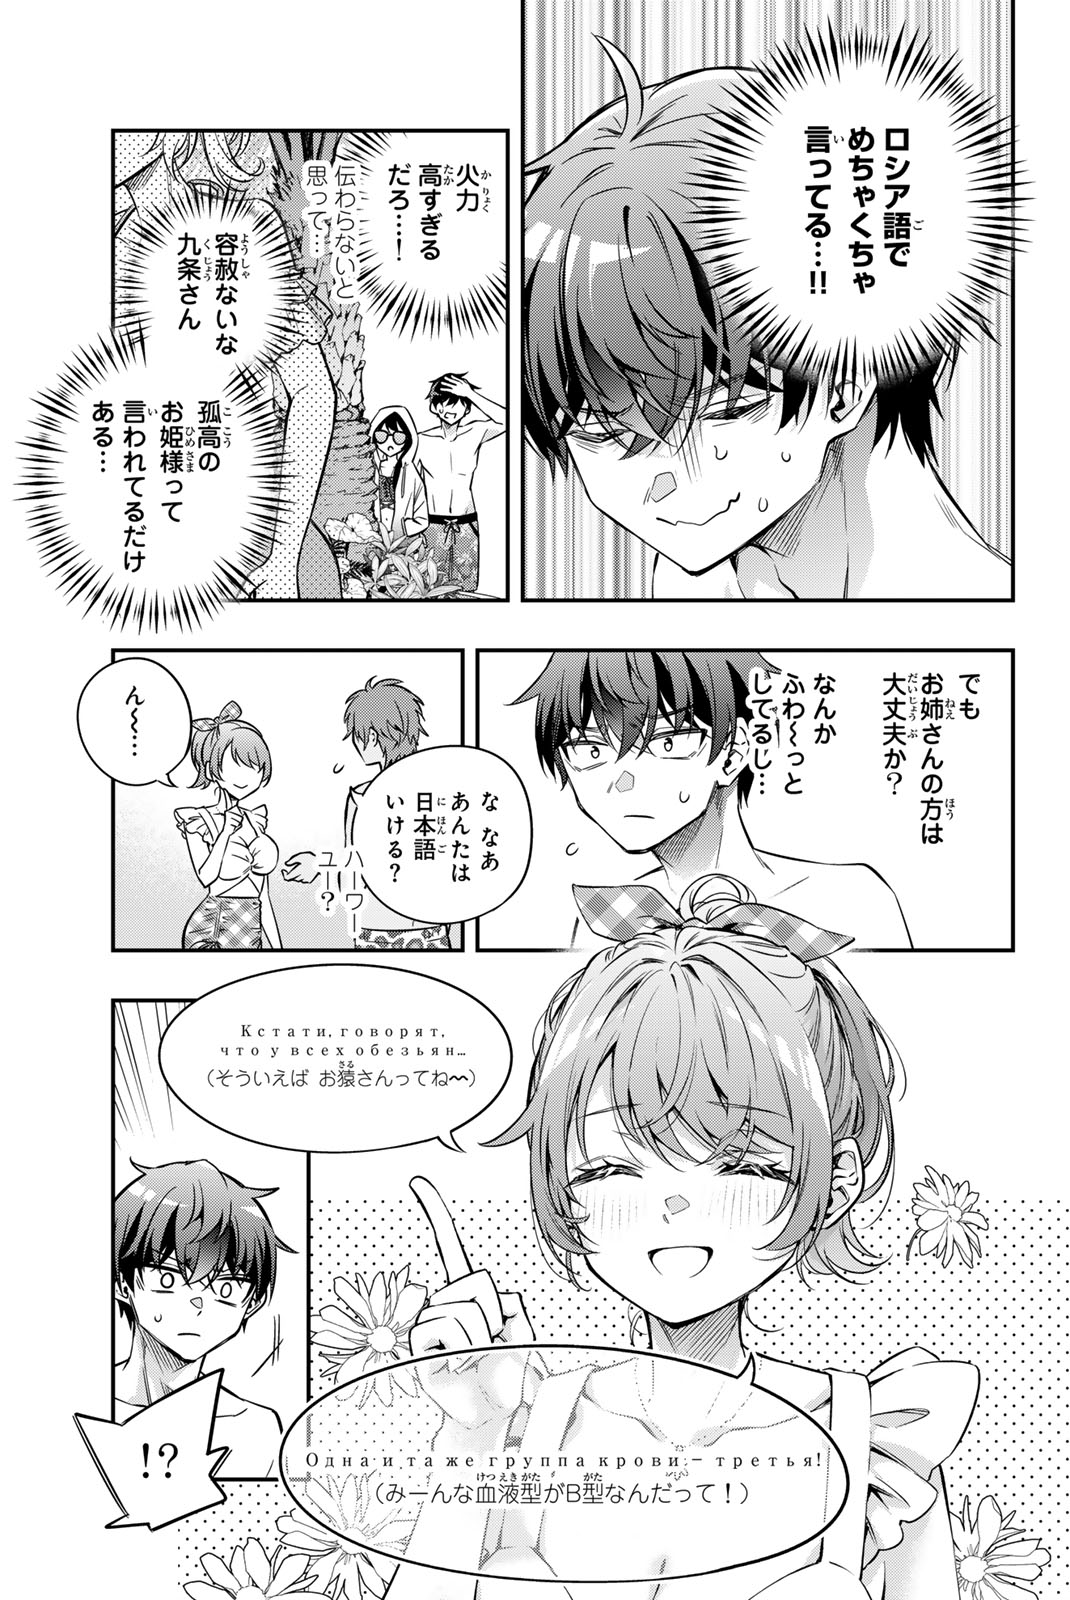 ロシア語で
めちゃくちゃ
言ってる…!!
火力
高すぎる
だろ…!
伝わらないと
思って…
容赦ないな
九条さん
孤高の
お姫様って
言われてるだけ
ある…
でも
お姉さんの方は
大丈夫か?
なんか
ふわ〜っと
してるし…
な なあ
あんたは
日本語
いける?
ハーワー
ユー?
ん〜…
Кстати, говорят,
что у всех обезьян...
(そういえば お猿さんってね〜)
!?
Одна и та же группа крови – третья!
(みーんな血液型がB型なんだって!)